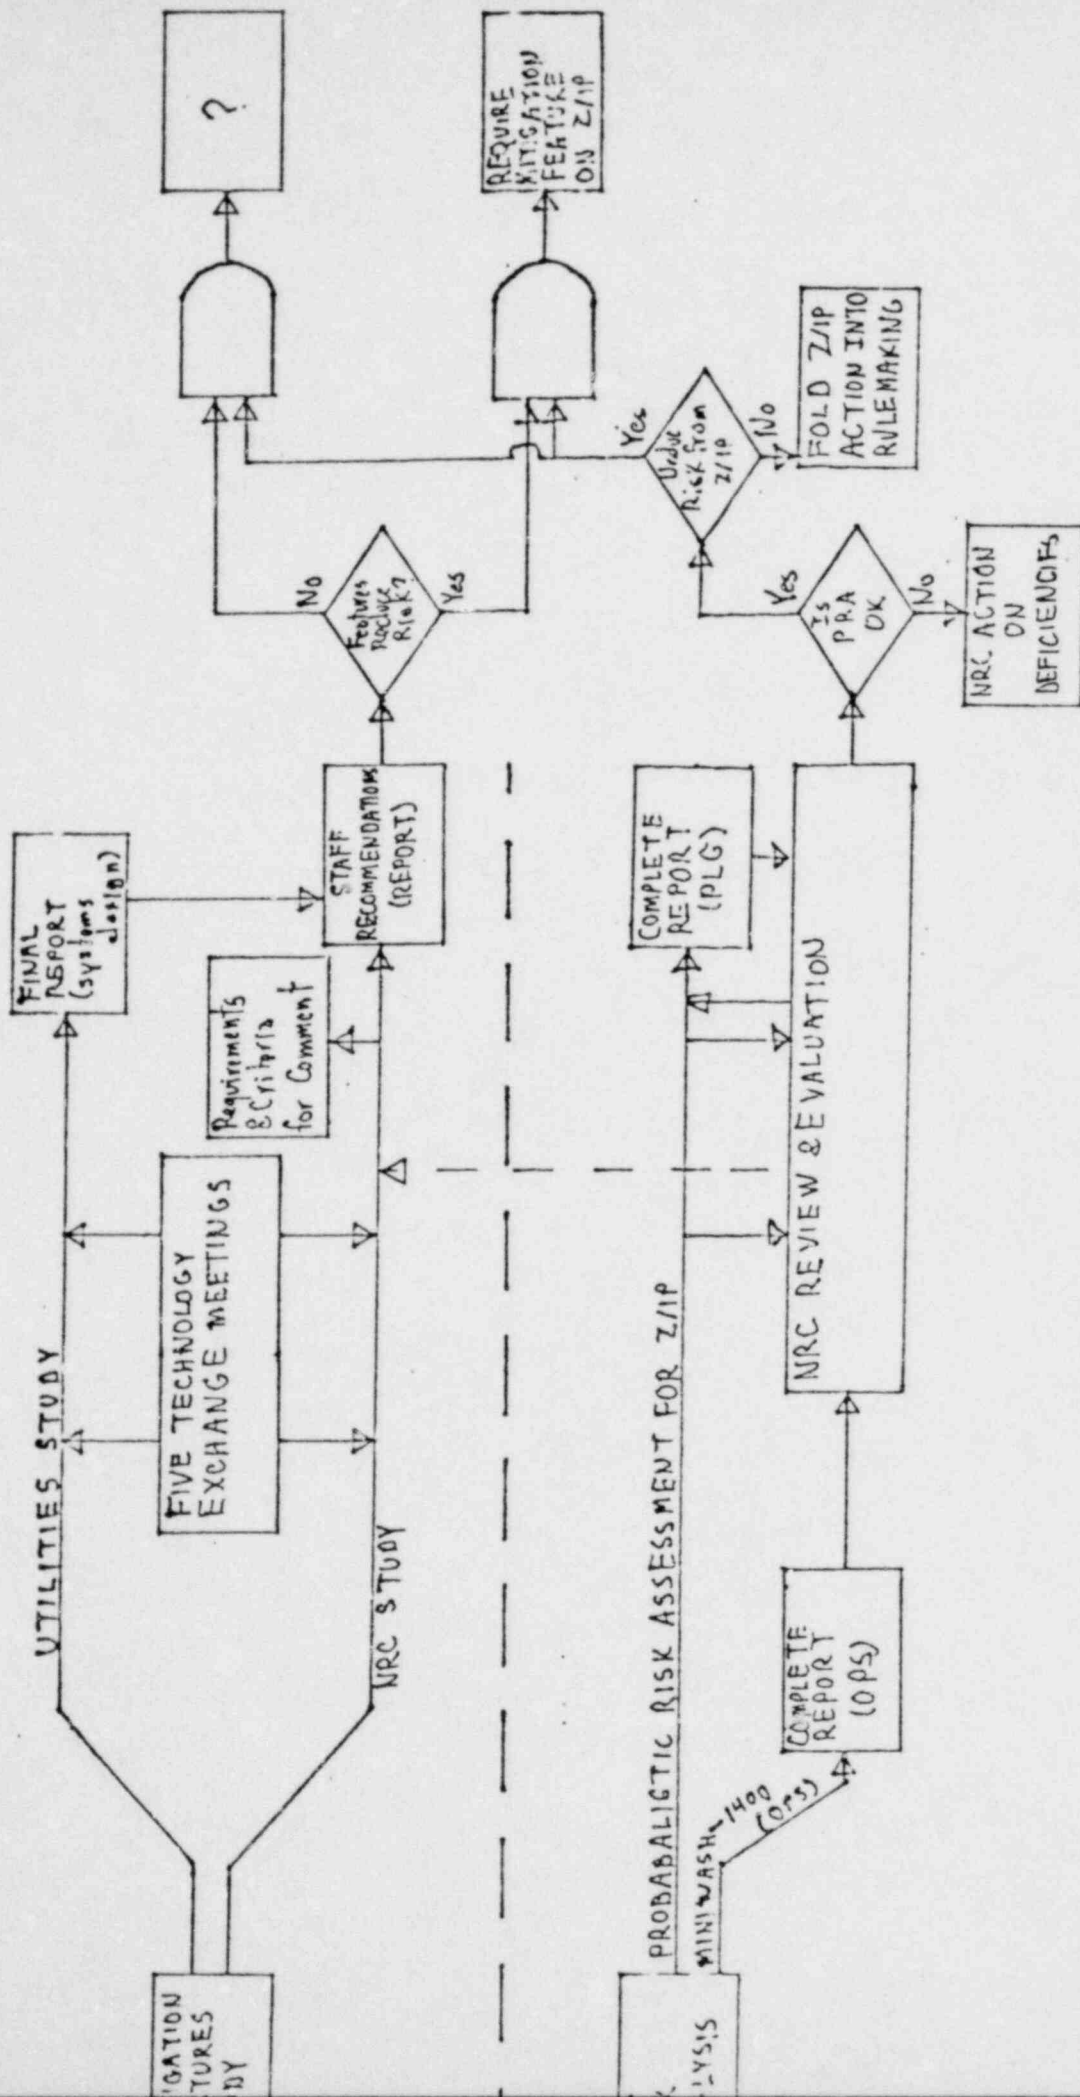 ?
REQUIRE
MITIGATION
FEATURE
ON Z/IP
FOLD Z/IP
ACTION INTO
RULEMAKING
Yes
Undue
Risk from
Z/IP
No
No
Features
Reduce
Risk?
Yes
Yes
Is
PRA
OK
No
NRC ACTION
ON
DEFICIENCIES
FINAL
REPORT
(systems
design)
STAFF
RECOMMENDATIONS
(REPORT)
Requirements
& Criteria
for Comment
COMPLETE
REPORT
(PLG)
NRC REVIEW & EVALUATION
UTILITIES STUDY
FIVE TECHNOLOGY
EXCHANGE MEETINGS
NRC STUDY
PROBABALIGTIC RISK ASSESSMENT FOR Z/IP
COMPLETE
REPORT
(OPS)
MINIWASH-1400
(OPS)
IGATION
TURES
DY
K
LYSIS